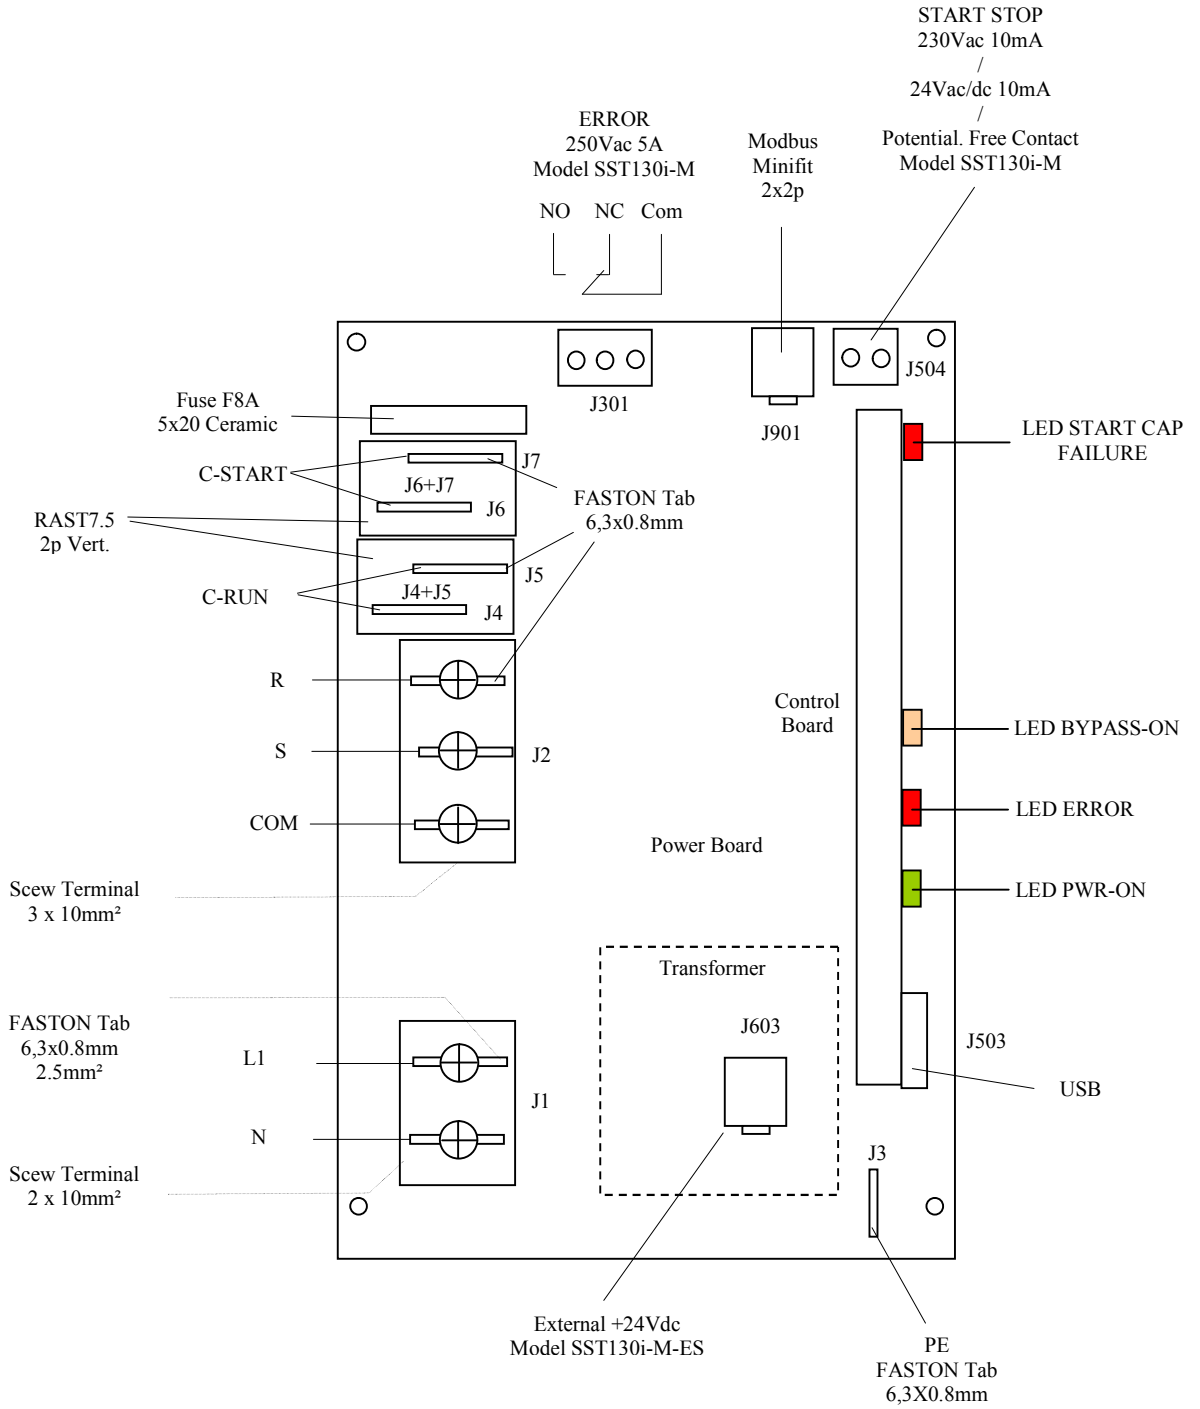 START STOP
230Vac 10mA
/
24Vac/dc 10mA
/
Potential. Free Contact
Model SST130i-M
ERROR
250Vac 5A
Model SST130i-M
NO NC Com
Modbus
Minifit
2x2p
J301
J901
J504
Fuse F8A
5x20 Ceramic
C-START
J7
J6+J7
J6
RAST7.5
2p Vert.
FASTON Tab
6,3x0.8mm
J5
C-RUN
J4+J5
J4
R
S
J2
COM
Scew Terminal
3 x 10mm²
LED START CAP
FAILURE
Control
Board
LED BYPASS-ON
LED ERROR
Power Board
LED PWR-ON
Transformer
J603
FASTON Tab
6,3x0.8mm
2.5mm²
L1
J1
N
Scew Terminal
2 x 10mm²
J503
USB
J3
External +24Vdc
Model SST130i-M-ES
PE
FASTON Tab
6,3X0.8mm